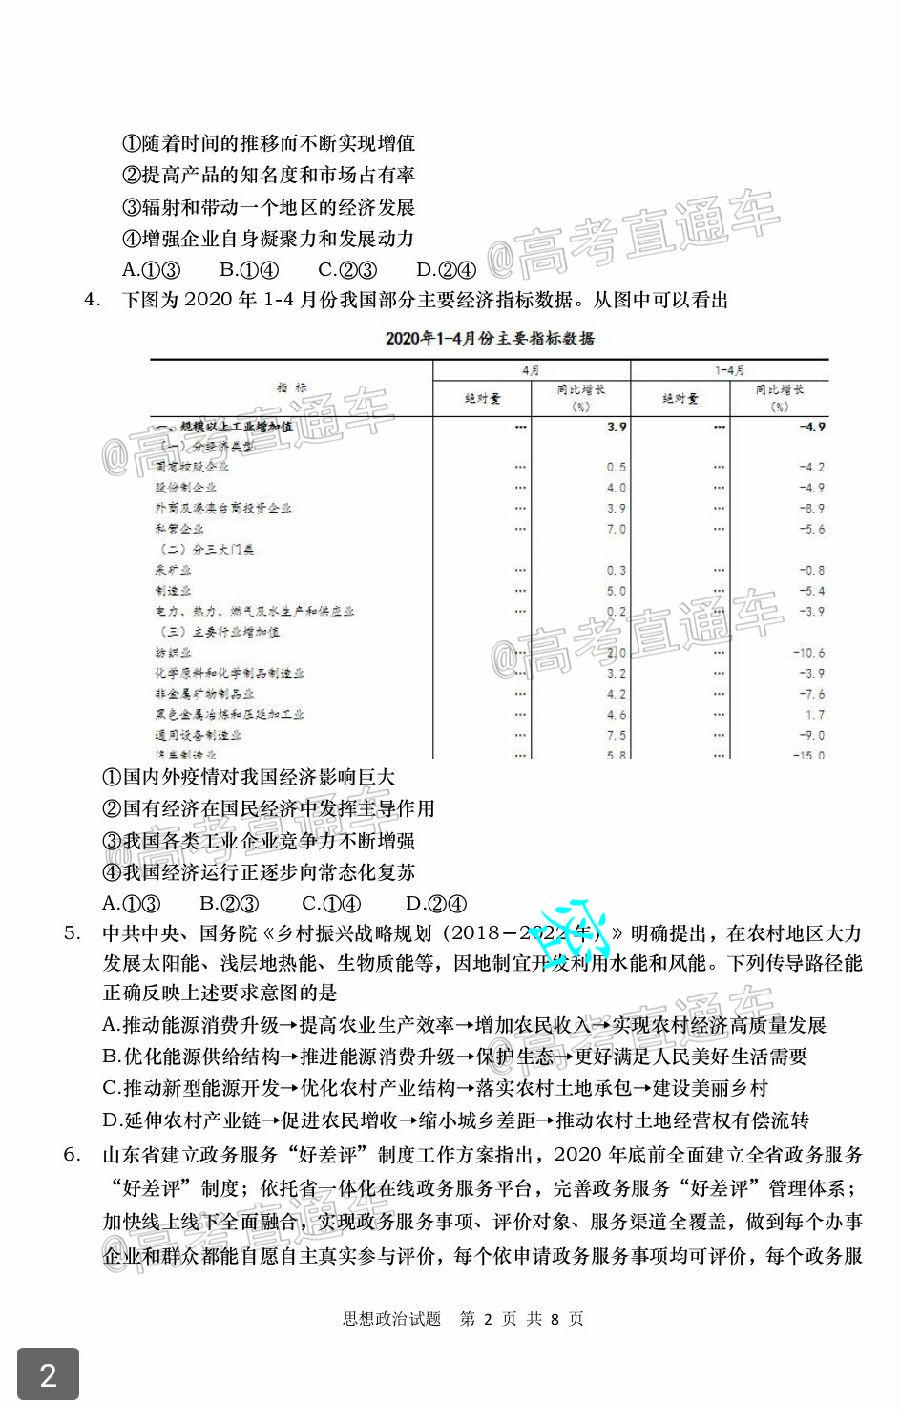 ①随着时间的推移而不断实现增值
②提高产品的知名度和市场占有率
③辐射和带动一个地区的经济发展
④增强企业自身凝聚力和发展动力
A.①③ B.①④ C.②③ D.②④
@高考直通车
4. 下图为 2020 年 1-4 月份我国部分主要经济指标数据。从图中可以看出
2020年1-4月份主要指标数据
指 标 4月 1-4月
绝对量 同比增长（%） 绝对量 同比增长（%）
一、规模以上工业增加值 … 3.9 … -4.9
（一）分经济类型
国有控股企业 … 0.5 … -4.2
股份制企业 … 4.0 … -4.9
外商及港澳台商投资企业 … 3.9 … -8.9
私营企业 … 7.0 … -5.6
（二）分三大门类
采矿业 … 0.3 … -0.8
制造业 … 5.0 … -5.4
电力、热力、燃气及水生产和供应业 … 0.2 … -3.9
（三）主要行业增加值
纺织业 … 2.0 … -10.6
化学原料和化学制品制造业 … 3.2 … -3.9
非金属矿物制品业 … 4.2 … -7.6
黑色金属冶炼和压延加工业 … 4.6 … 1.7
通用设备制造业 … 7.5 … -9.0
汽车制造业 … 5.8 … -15.0
@高考直通车
@高考直通车
①国内外疫情对我国经济影响巨大
②国有经济在国民经济中发挥主导作用
③我国各类工业企业竞争力不断增强
④我国经济运行正逐步向常态化复苏
@高考直通车
A.①③ B.②③ C.①④ D.②④
5. 中共中央、国务院《乡村振兴战略规划（2018－2022 年）》明确提出，在农村地区大力
发展太阳能、浅层地热能、生物质能等，因地制宜开发利用水能和风能。下列传导路径能
正确反映上述要求意图的是
A.推动能源消费升级→提高农业生产效率→增加农民收入→实现农村经济高质量发展
B.优化能源供给结构→推进能源消费升级→保护生态→更好满足人民美好生活需要
C.推动新型能源开发→优化农村产业结构→落实农村土地承包→建设美丽乡村
D.延伸农村产业链→促进农民增收→缩小城乡差距→推动农村土地经营权有偿流转
@高考直通车
6. 山东省建立政务服务“好差评”制度工作方案指出，2020 年底前全面建立全省政务服务
“好差评”制度；依托省一体化在线政务服务平台，完善政务服务“好差评”管理体系；
加快线上线下全面融合，实现政务服务事项、评价对象、服务渠道全覆盖，做到每个办事
企业和群众都能自愿自主真实参与评价，每个依申请政务服务事项均可评价，每个政务服
@高考直通车
思想政治试题 第 2 页 共 8 页
2